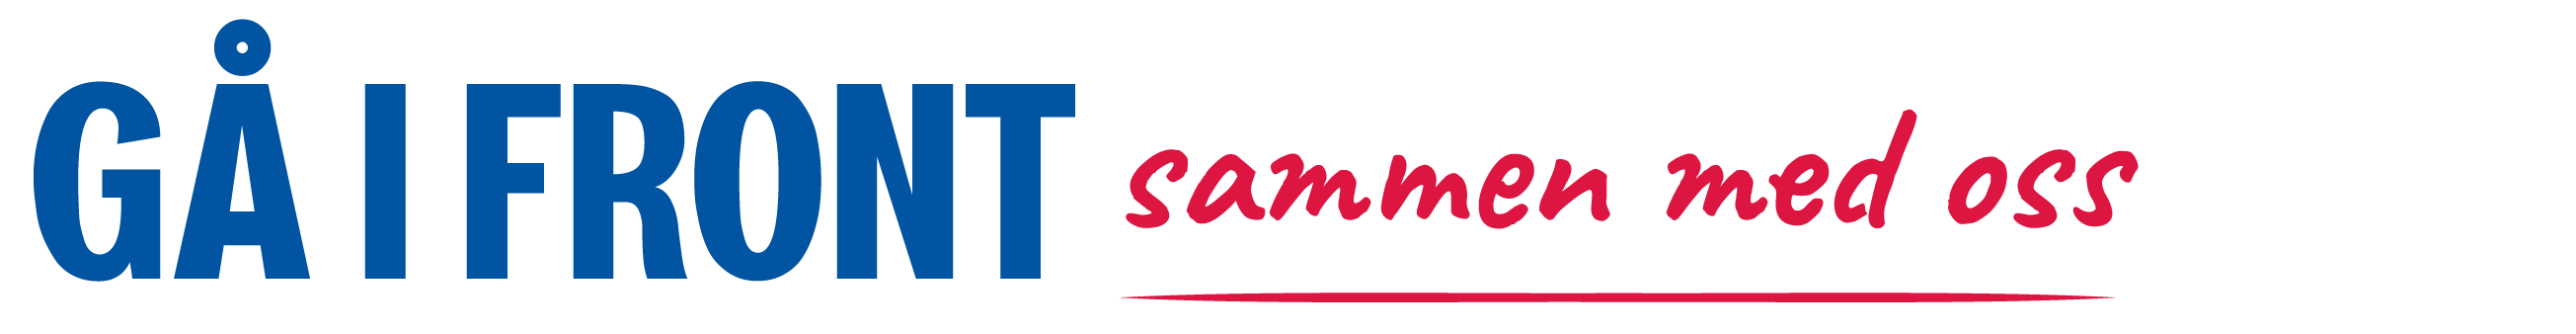 GÅ I FRONT sammen med oss